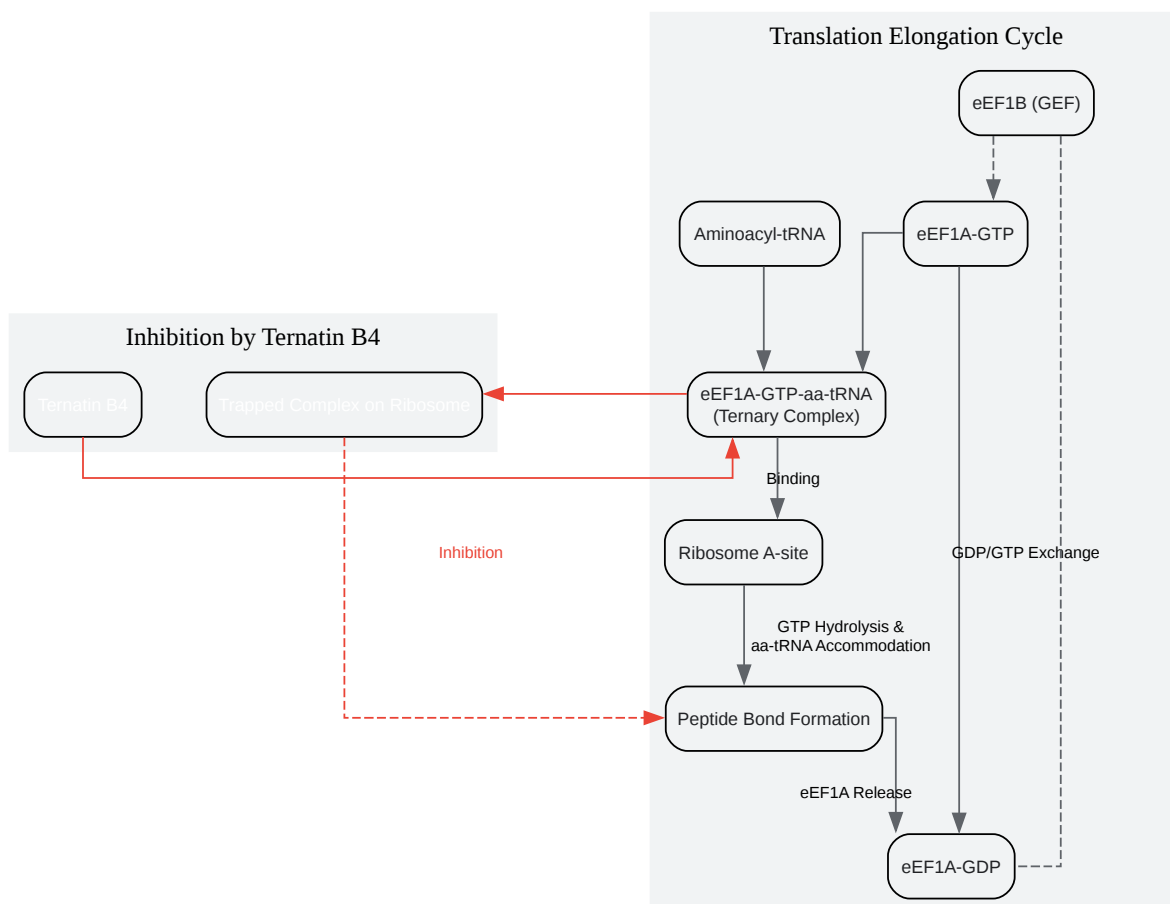 Translation Elongation Cycle
eEF1B (GEF)
Aminoacyl-tRNA
eEF1A-GTP
Inhibition by Ternatin B4
Ternatin B4
Trapped Complex on Ribosome
eEF1A-GTP-aa-tRNA
(Ternary Complex)
Binding
Inhibition
Ribosome A-site
GDP/GTP Exchange
GTP Hydrolysis &
aa-tRNA Accommodation
Peptide Bond Formation
eEF1A Release
eEF1A-GDP